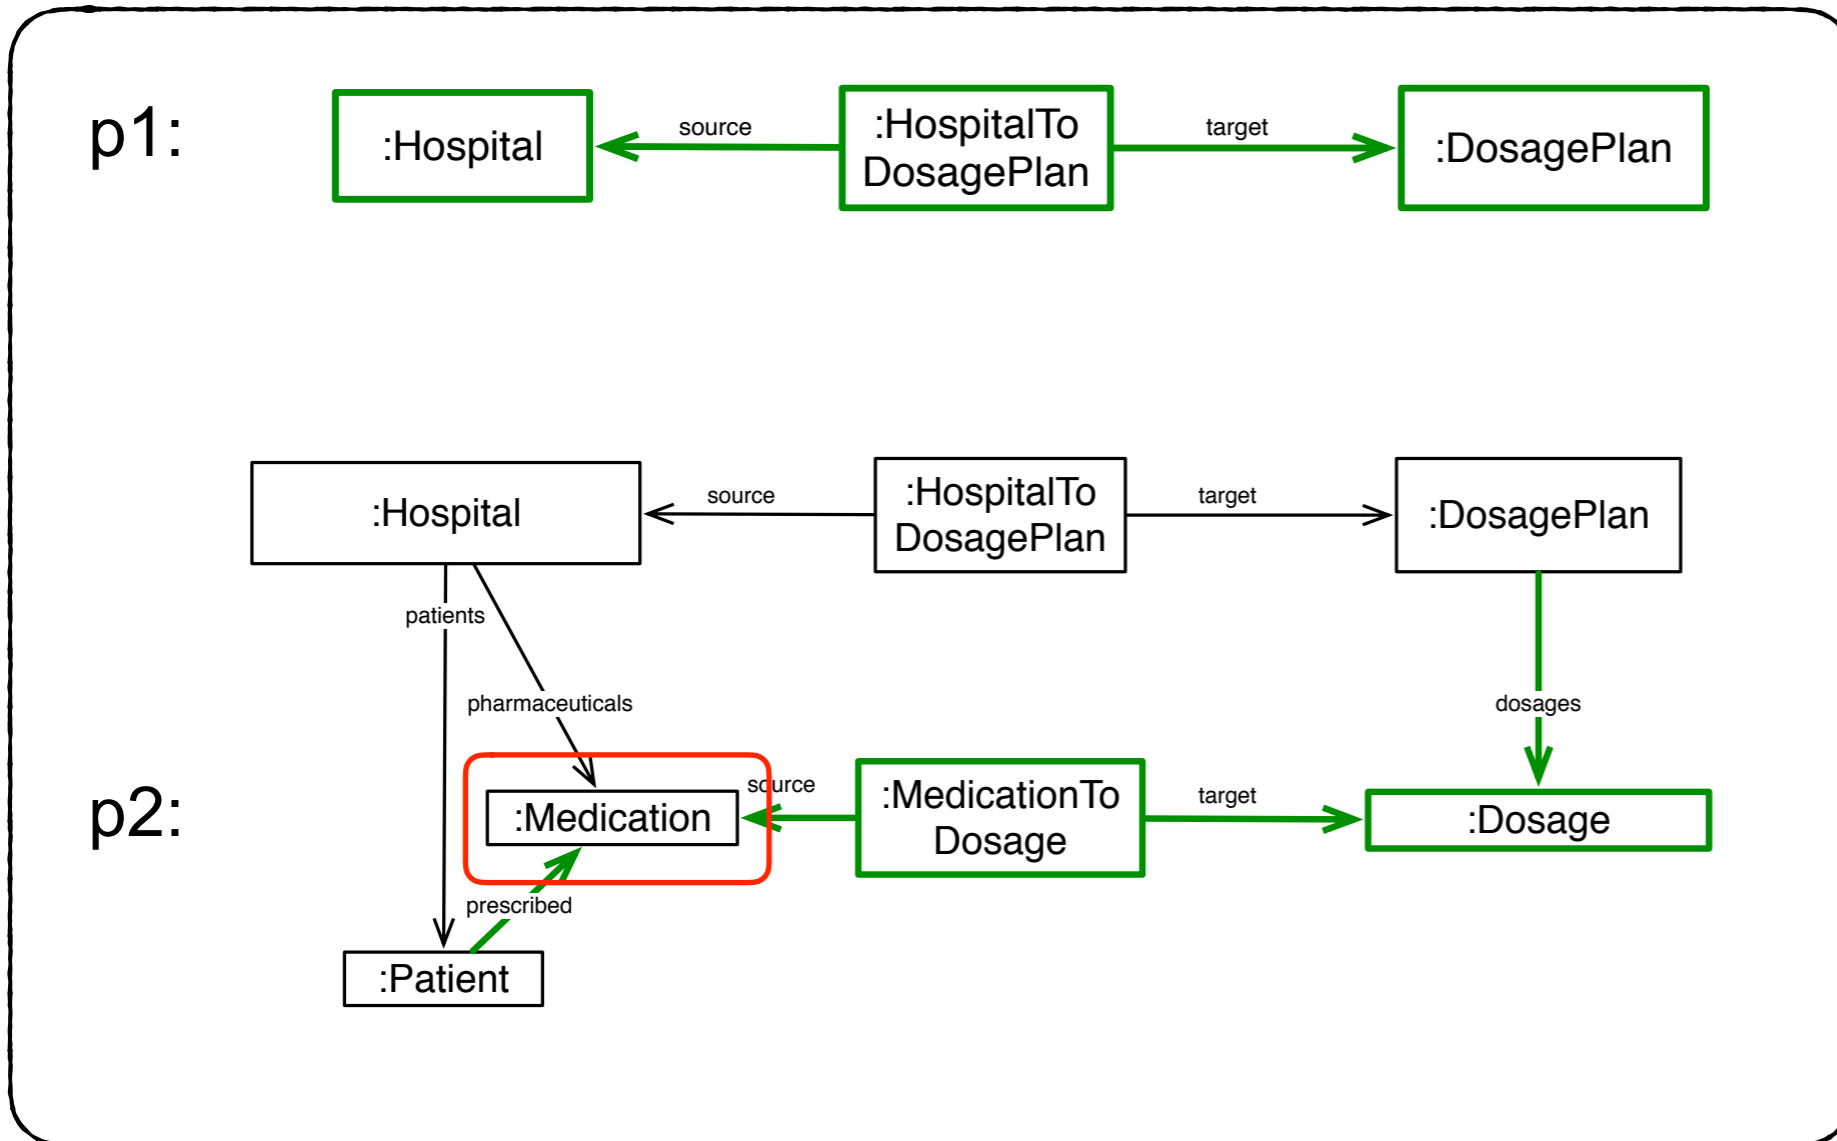 p1:
:Hospital
source
:HospitalTo
DosagePlan
target
:DosagePlan
:Hospital
source
:HospitalTo
DosagePlan
target
:DosagePlan
patients
pharmaceuticals
dosages
p2:
:Medication
source
:MedicationTo
Dosage
target
:Dosage
prescribed
:Patient